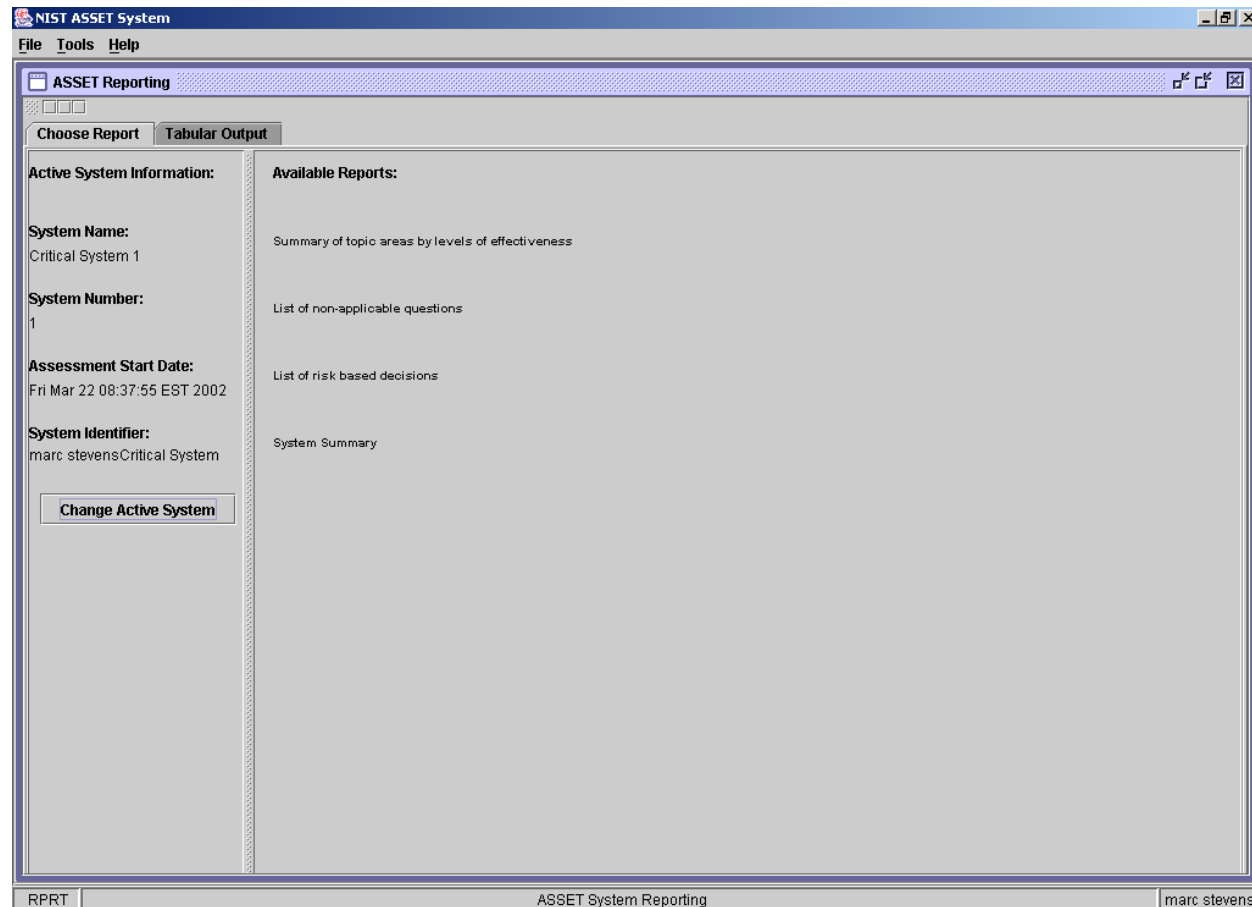 NIST ASSET System
File Tools Help
ASSET Reporting
Choose Report Tabular Output
Active System Information:
System Name:
Critical System 1
System Number:
1
Assessment Start Date:
Fri Mar 22 08:37:55 EST 2002
System Identifier:
marc stevensCritical System
Change Active System
Available Reports:
Summary of topic areas by levels of effectiveness
List of non-applicable questions
List of risk based decisions
System Summary
RPRT ASSET System Reporting marc stevens